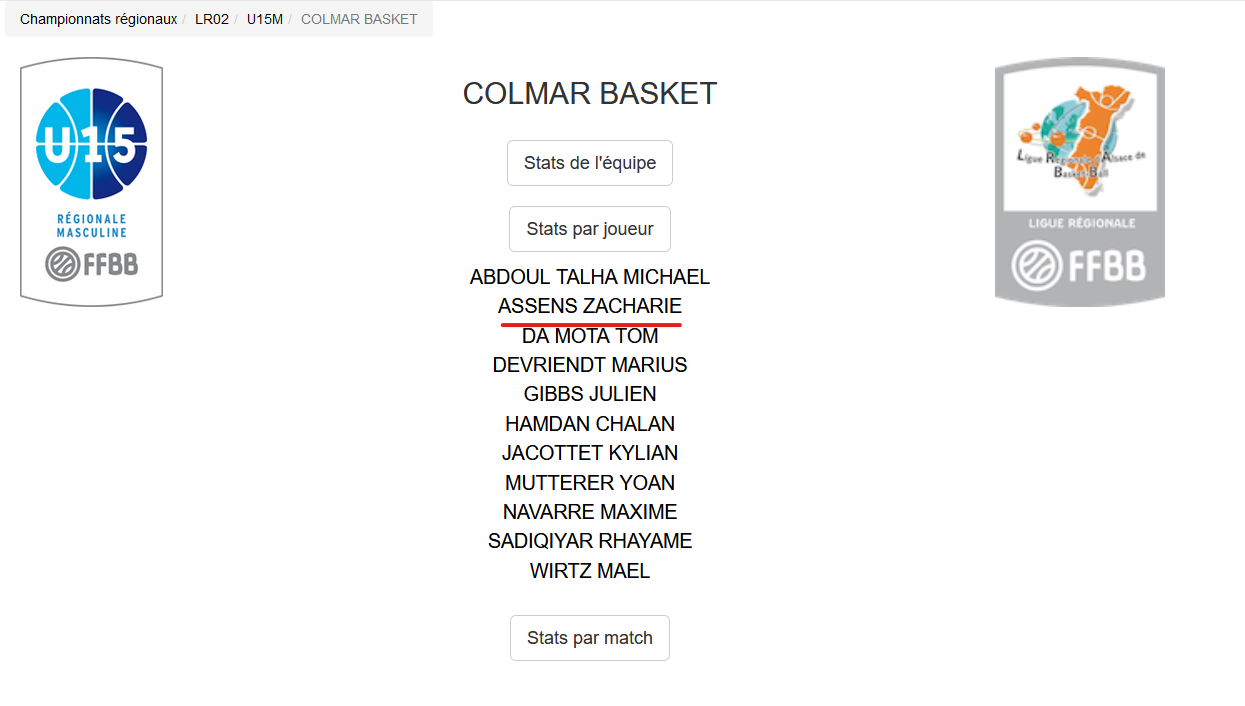 Championnats régionaux / LR02 / U15M / COLMAR BASKET
U15
RÉGIONALE
MASCULINE
FFBB
COLMAR BASKET
Stats de l'équipe
Stats par joueur
ABDOUL TALHA MICHAEL
ASSENS ZACHARIE
DA MOTA TOM
DEVRIENDT MARIUS
GIBBS JULIEN
HAMDAN CHALAN
JACOTTET KYLIAN
MUTTERER YOAN
NAVARRE MAXIME
SADIQIYAR RHAYAME
WIRTZ MAEL
Stats par match
Ligue Régionale d'Alsace de
Basket-Ball
LIGUE RÉGIONALE
FFBB